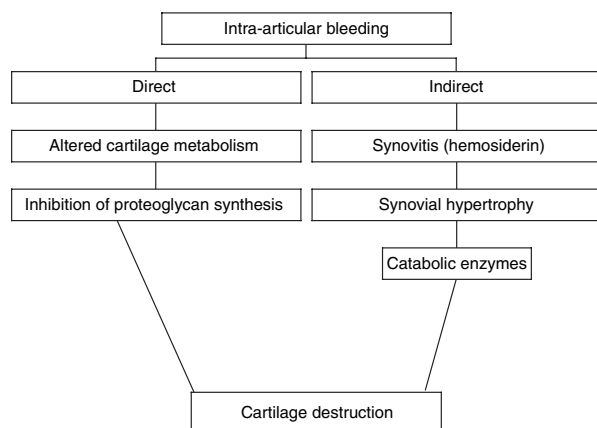 Intra-articular bleeding
Direct
Indirect
Altered cartilage metabolism
Synovitis (hemosiderin)
Inhibition of proteoglycan synthesis
Synovial hypertrophy
Catabolic enzymes
Cartilage destruction